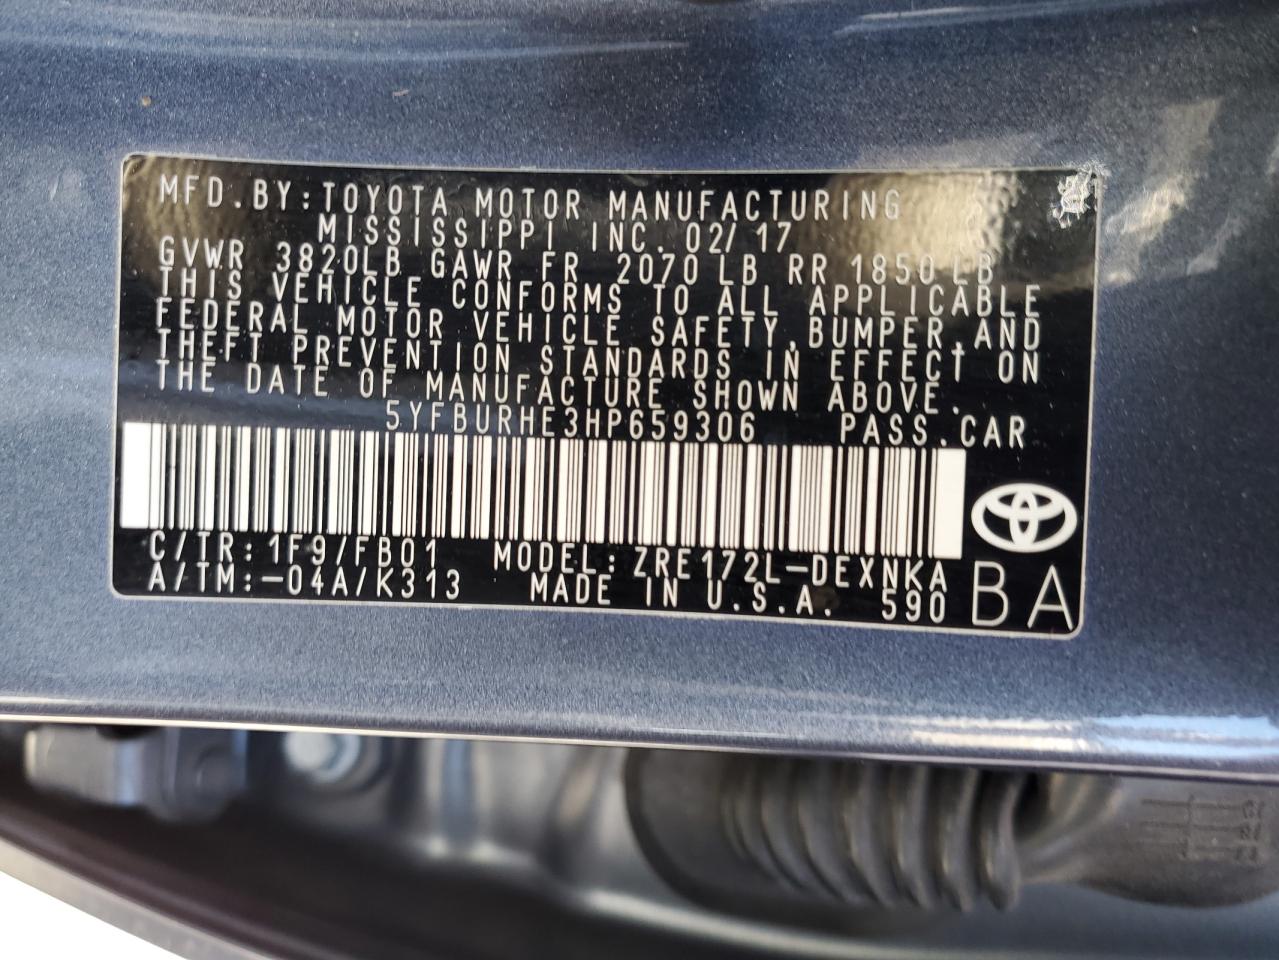 MFD.BY:TOYOTA MOTOR MANUFACTURING
MISSISSIPPI INC. 02/17
GVWR 3820LB GAWR FR 2070 LB RR 1850 LB
THIS VEHICLE CONFORMS TO ALL APPLICABLE
FEDERAL MOTOR VEHICLE SAFETY,BUMPER,AND
THEFT PREVENTION STANDARDS IN EFFECT ON
THE DATE OF MANUFACTURE SHOWN ABOVE.
5YFBURHE3HP659306 PASS.CAR
C/TR:1F9/FB01 MODEL:ZRE172L-DEXNKA
A/TM:-04A/K313 MADE IN U.S.A. 590
BA